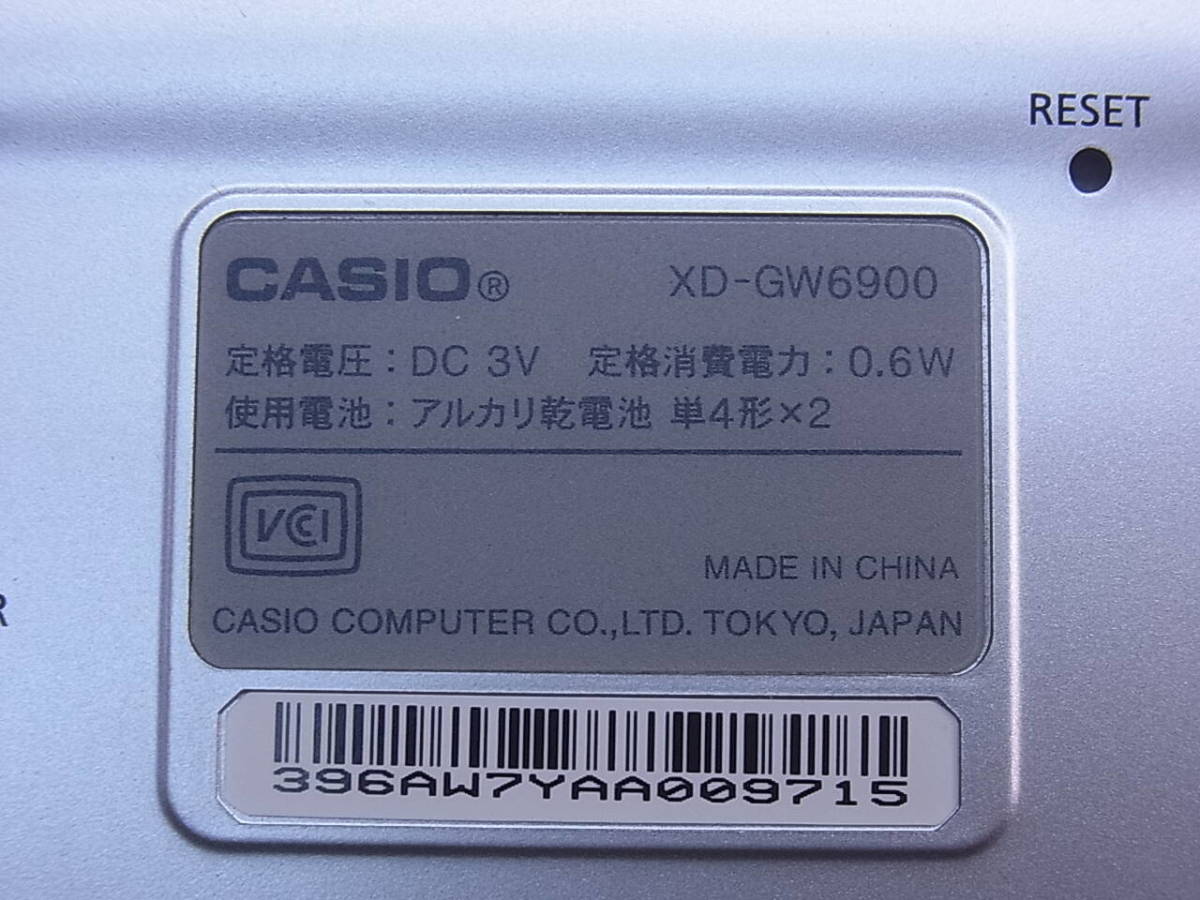 RESET
CASIO® XD-GW6900
定格電圧：DC 3V 定格消費電力：0.6W
使用電池：アルカリ乾電池 単4形×2
VCCI
MADE IN CHINA
CASIO COMPUTER CO.,LTD. TOKYO, JAPAN
R
396AW7YAA009715